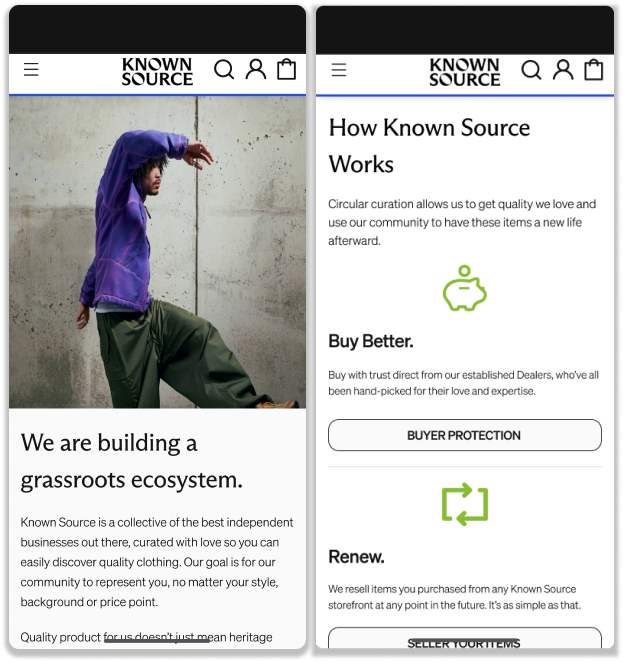 KNOWN
SOURCE
We are building a
grassroots ecosystem.
Known Source is a collective of the best independent
businesses out there, curated with love so you can
easily discover quality clothing. Our goal is for our
community to represent you, no matter your style,
background or price point.
Quality product for us doesn't just mean heritage
KNOWN
SOURCE
How Known Source
Works
Circular curation allows us to get quality we love and
use our community to have these items a new life
afterward.
Buy Better.
Buy with trust direct from our established Dealers, who've all
been hand-picked for their love and expertise.
BUYER PROTECTION
Renew.
We resell items you purchased from any Known Source
storefront at any point in the future. It's as simple as that.
SELLER YOUR ITEMS